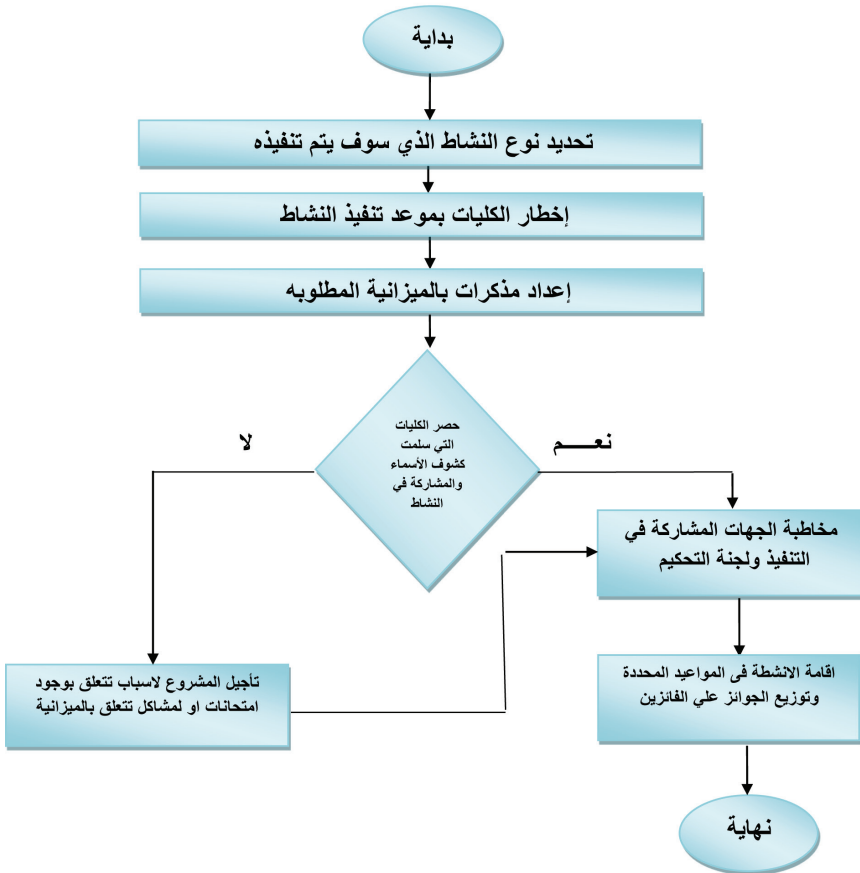 بداية
تحديد نوع النشاط الذي سوف يتم تنفيذه
إخطار الكليات بموعد تنفيذ النشاط
إعداد مذكرات بالميزانية المطلوبه
حصر الكليات
التي سلمت
كشوف الأسماء
والمشاركة في
النشاط
نعـــــم
لا
مخاطبة الجهات المشاركة في
التنفيذ ولجنة التحكيم
تأجيل المشروع لاسباب تتعلق بوجود
امتحانات او لمشاكل تتعلق بالميزانية
اقامة الانشطة فى المواعيد المحددة
وتوزيع الجوائز علي الفائزين
نهاية